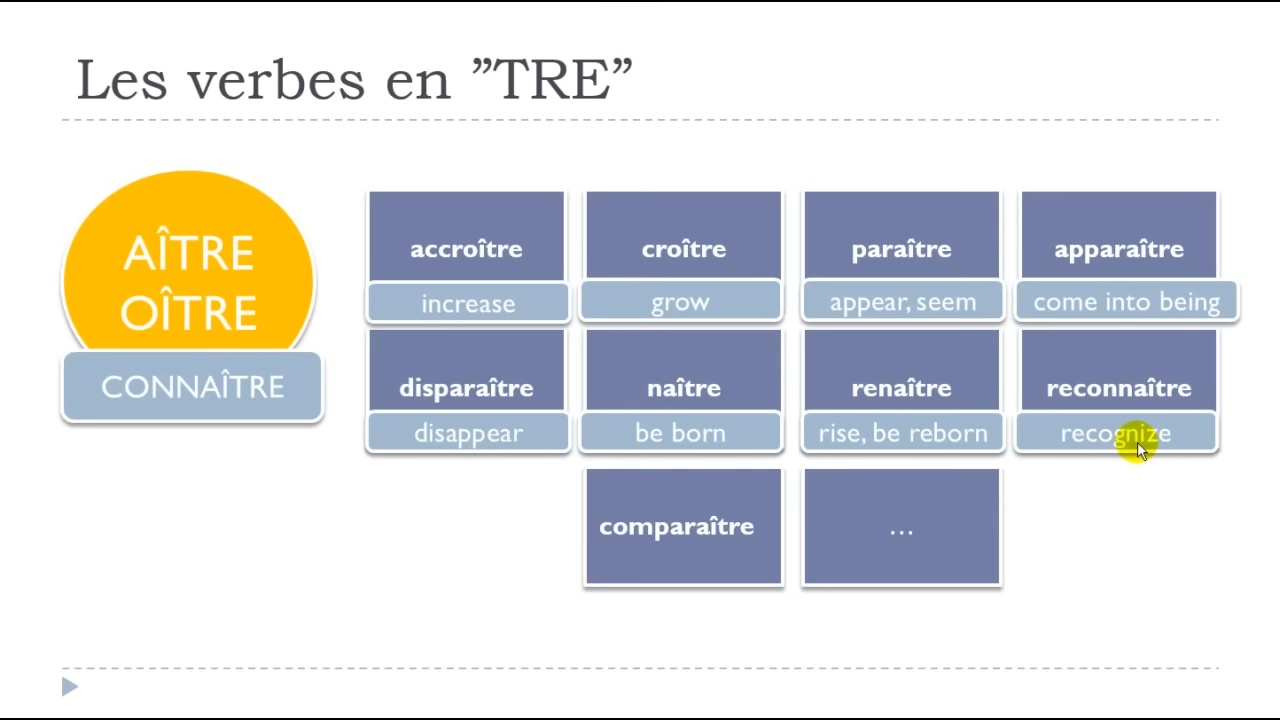 Les verbes en ”TRE”
AÎTRE
OÎTRE
CONNAÎTRE
accroître
increase
croître
grow
paraître
appear, seem
apparaître
come into being
disparaître
disappear
naître
be born
renaître
rise, be reborn
reconnaître
recognize
comparaître
...